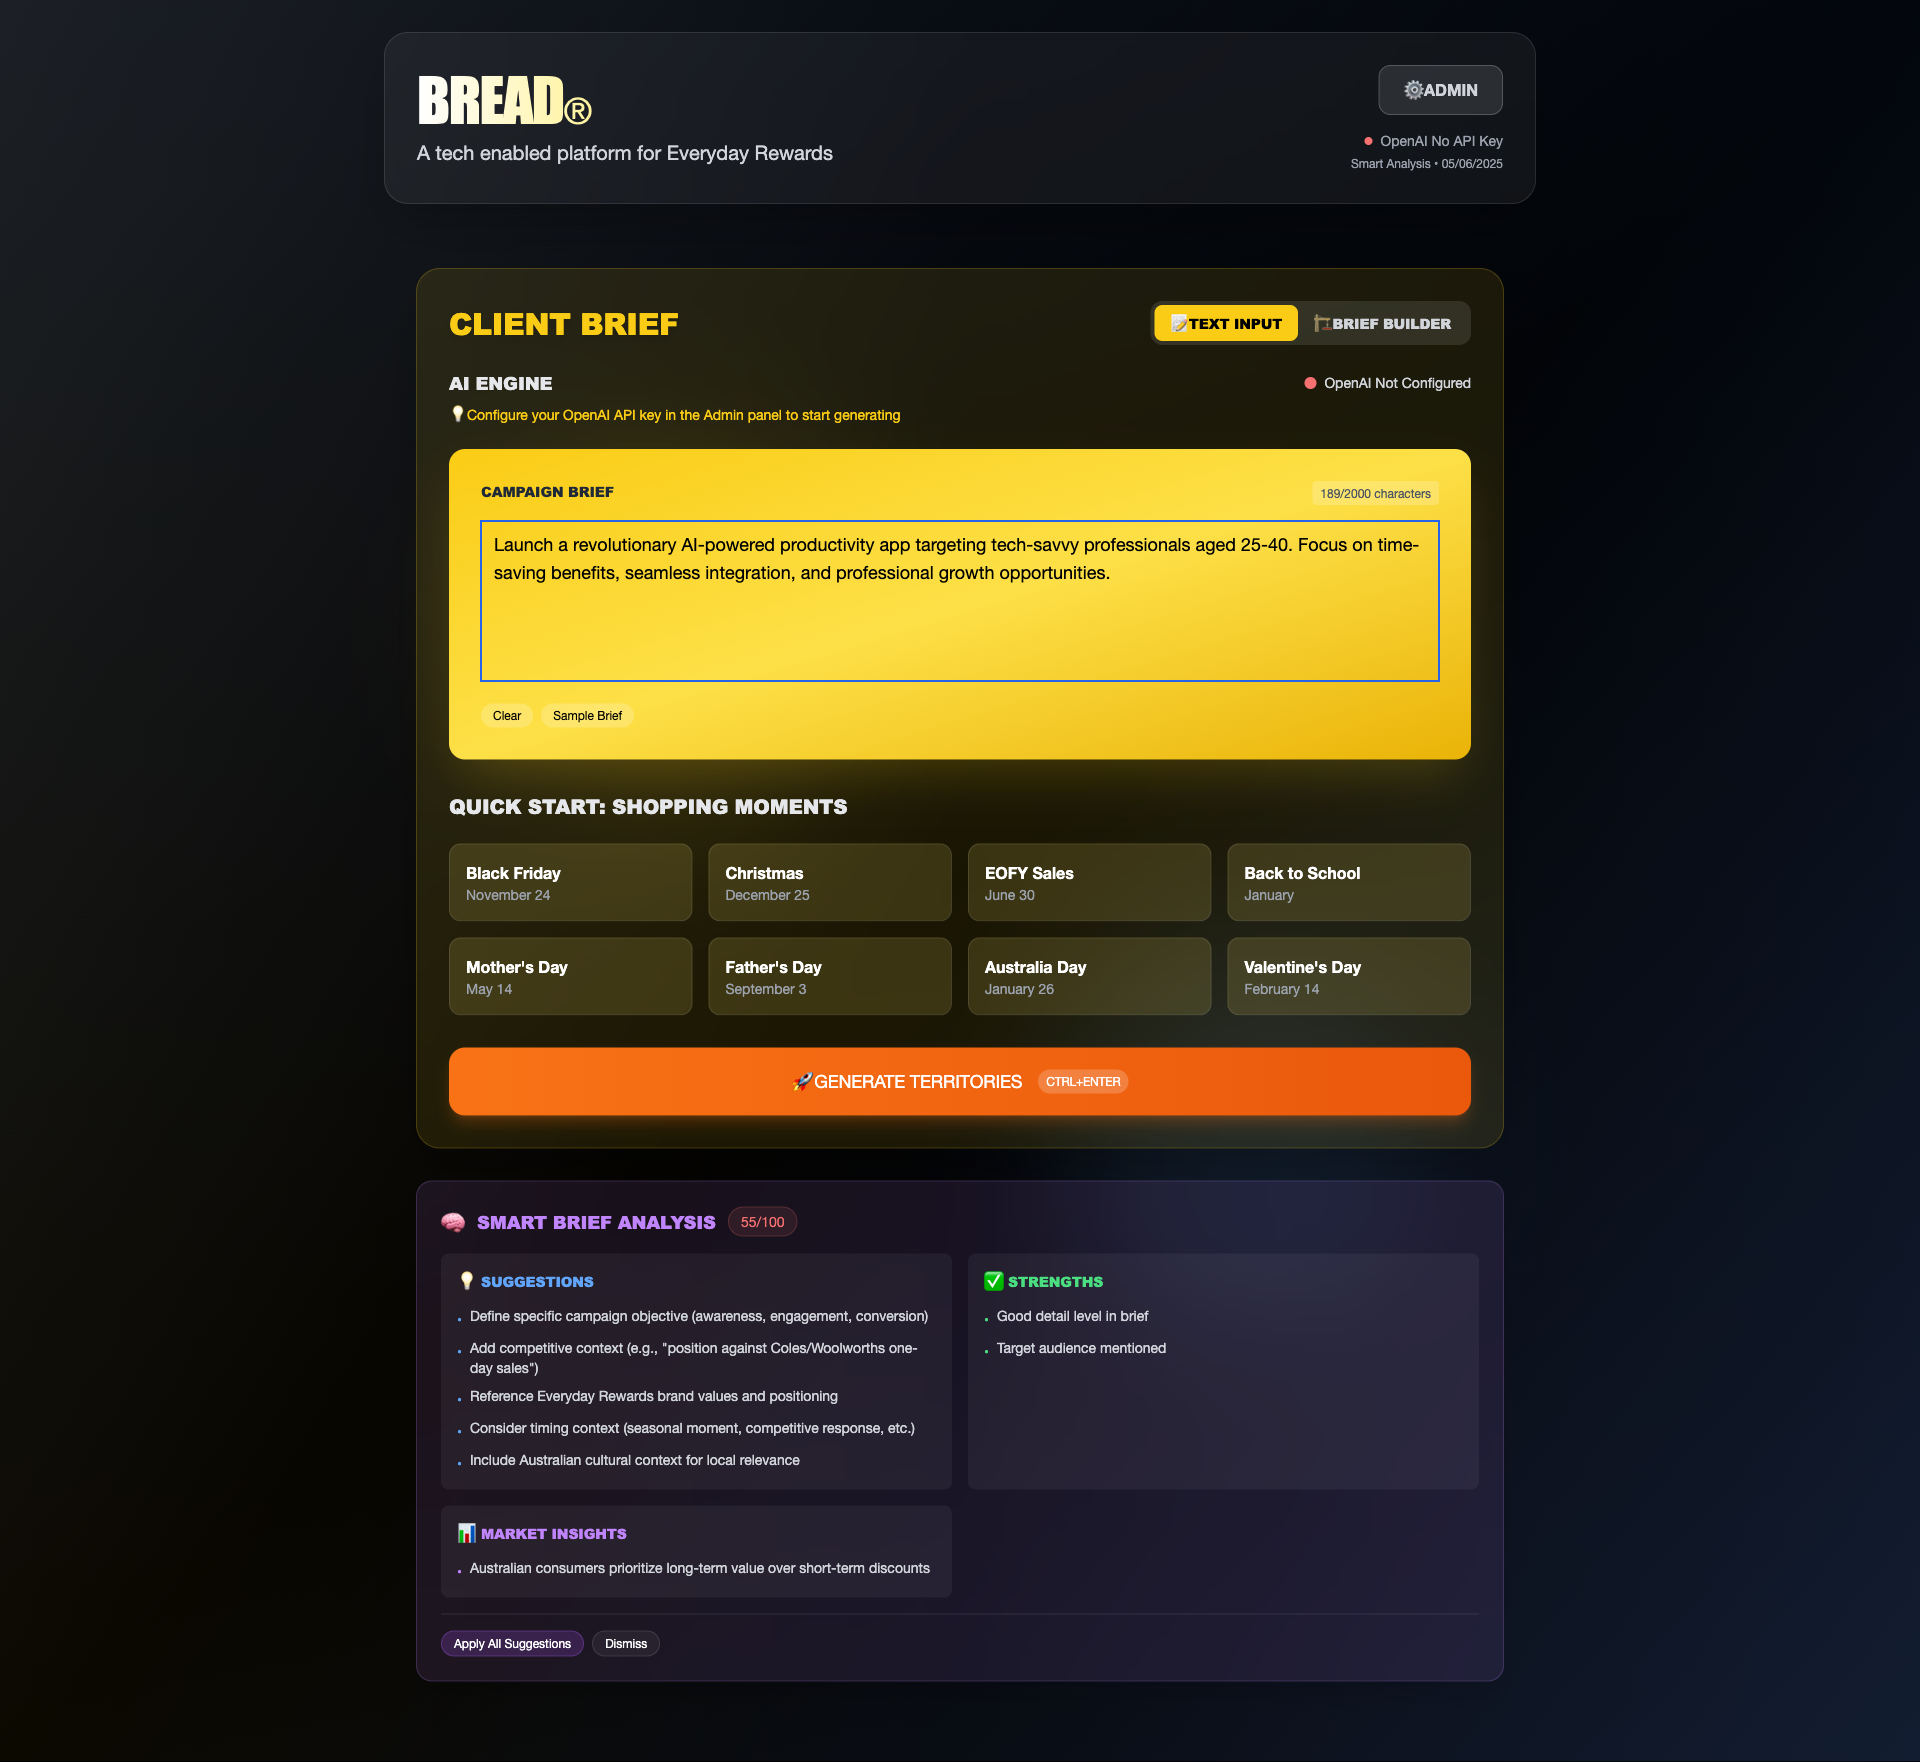 BREAD®
A tech enabled platform for Everyday Rewards
⚙️ADMIN
OpenAI No API Key
Smart Analysis • 05/06/2025
CLIENT BRIEF
📝TEXT INPUT
🏗️BRIEF BUILDER
AI ENGINE
OpenAI Not Configured
💡Configure your OpenAI API key in the Admin panel to start generating
CAMPAIGN BRIEF
189/2000 characters
Launch a revolutionary AI-powered productivity app targeting tech-savvy professionals aged 25-40. Focus on time-
saving benefits, seamless integration, and professional growth opportunities.
Clear
Sample Brief
QUICK START: SHOPPING MOMENTS
Black Friday
November 24
Christmas
December 25
EOFY Sales
June 30
Back to School
January
Mother's Day
May 14
Father's Day
September 3
Australia Day
January 26
Valentine's Day
February 14
🚀GENERATE TERRITORIES
CTRL+ENTER
🧠 SMART BRIEF ANALYSIS
55/100
💡 SUGGESTIONS
• Define specific campaign objective (awareness, engagement, conversion)
• Add competitive context (e.g., "position against Coles/Woolworths one-
day sales")
• Reference Everyday Rewards brand values and positioning
• Consider timing context (seasonal moment, competitive response, etc.)
• Include Australian cultural context for local relevance
✅ STRENGTHS
• Good detail level in brief
• Target audience mentioned
📊 MARKET INSIGHTS
• Australian consumers prioritize long-term value over short-term discounts
Apply All Suggestions
Dismiss